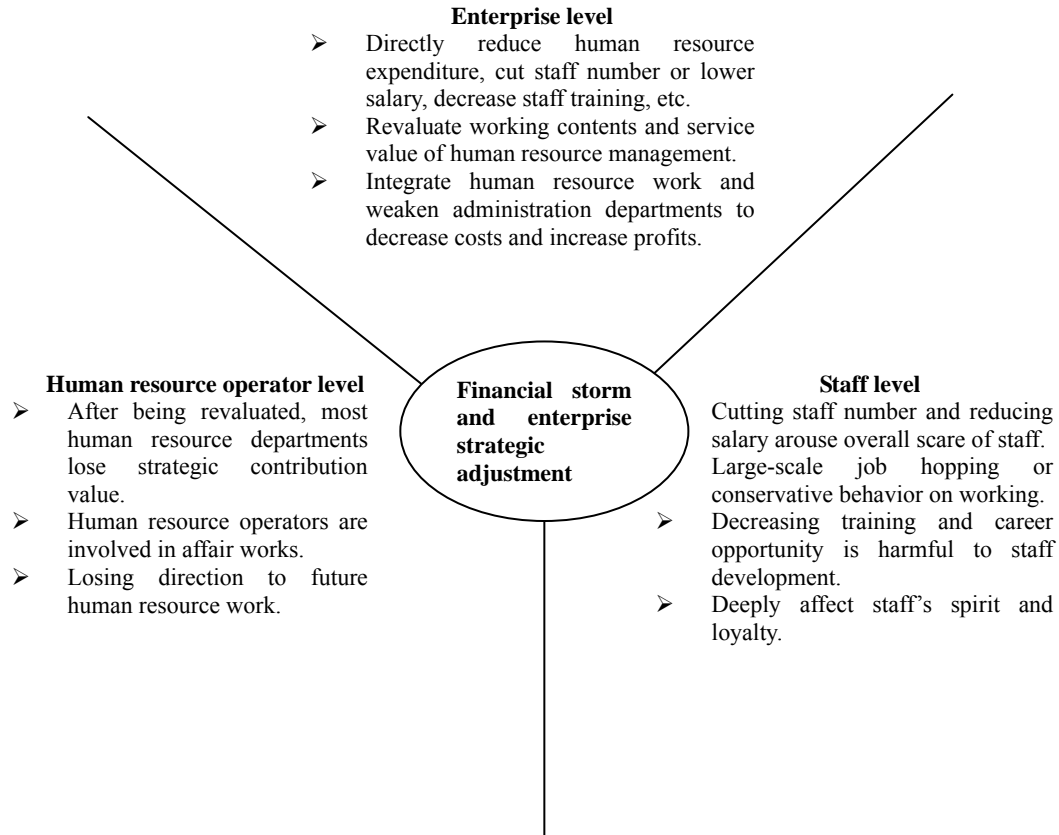 Enterprise level
➢ Directly reduce human resource
expenditure, cut staff number or lower
salary, decrease staff training, etc.
➢ Revaluate working contents and service
value of human resource management.
➢ Integrate human resource work and
weaken administration departments to
decrease costs and increase profits.
Human resource operator level
➢ After being revaluated, most
human resource departments
lose strategic contribution
value.
➢ Human resource operators are
involved in affair works.
➢ Losing direction to future
human resource work.
Financial storm
and enterprise
strategic
adjustment
Staff level
Cutting staff number and reducing
salary arouse overall scare of staff.
Large-scale job hopping or
conservative behavior on working.
➢ Decreasing training and career
opportunity is harmful to staff
development.
➢ Deeply affect staff's spirit and
loyalty.